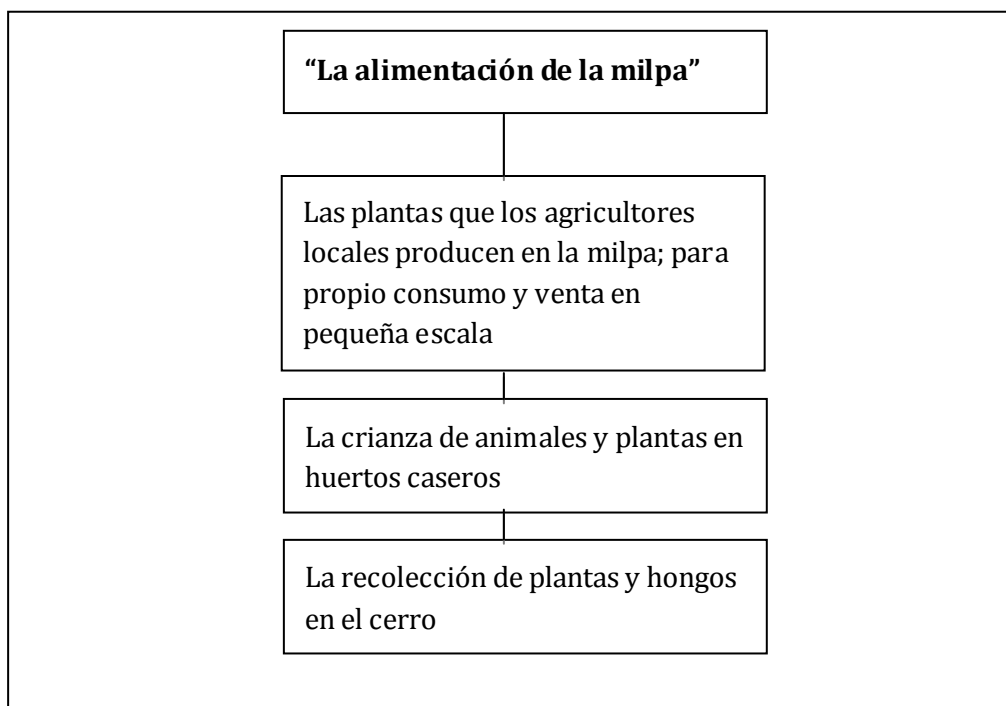 “La alimentación de la milpa”
Las plantas que los agricultores
locales producen en la milpa; para
propio consumo y venta en
pequeña escala
La crianza de animales y plantas en
huertos caseros
La recolección de plantas y hongos
en el cerro